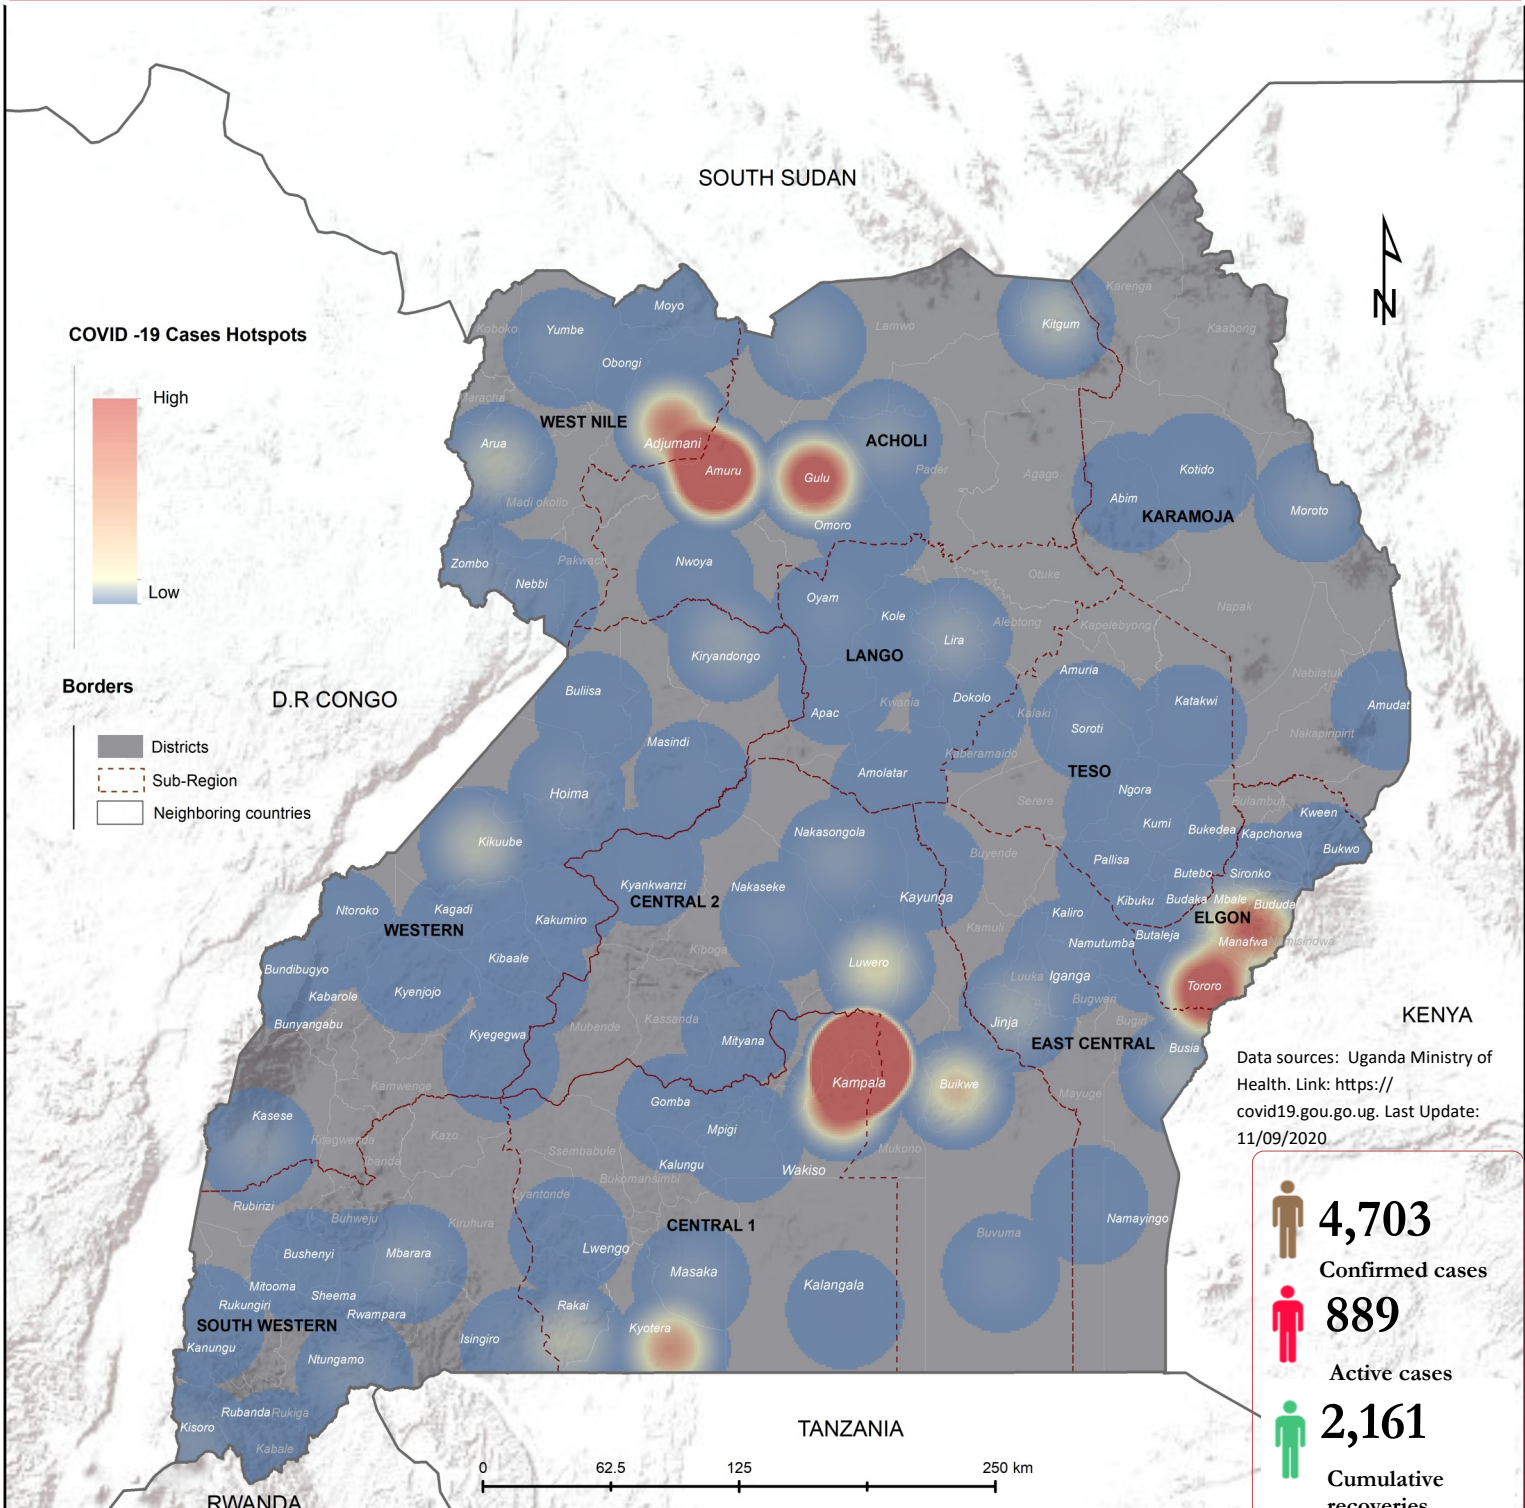 SOUTH SUDAN
N
COVID -19 Cases Hotspots
High
Low
Borders
Districts
Sub-Region
Neighboring countries
D.R CONGO
Koboko
Yumbe
Moyo
Obongi
Lamwo
Kitgum
Karenga
Kaabong
WEST NILE
Arua
Adjumani
Amuru
Gulu
ACHOLI
Pader
Agago
Omoro
Madi okollo
Abim
Kotido
KARAMOJA
Moroto
Zombo
Nebbi
Pakwach
Nwoya
Otuke
Napak
Oyam
Kole
Lira
Alebtong
Kapelebyong
LANGO
Kiryandongo
Buliisa
Amuria
Katakwi
Nabilatuk
Amudat
Apac
Kwania
Dokolo
Kalaki
Soroti
Nakapiripirit
Masindi
Kaberamaido
Amolatar
TESO
Hoima
Ngora
Serere
Bulambuli
Kween
Kumi
Bukedea
Kapchorwa
Bukwo
Kikuube
Nakasongola
Buyende
Pallisa
Butebo
Sironko
Kyankwanzi
CENTRAL 2
Nakaseke
Kayunga
Kibuku
Budaka
Mbale
Bududa
Ntoroko
Kagadi
WESTERN
Kakumiro
Kaliro
ELGON
Kamuli
Namutumba
Butaleja
Manafwa
Kiboga
Kibaale
Luwero
Bundibugyo
Kabarole
Kyenjojo
Luuka
Iganga
Bugweri
Tororo
Bunyangabu
Kyegegwa
Mubende
Kassanda
Mityana
Jinja
Bugiri
EAST CENTRAL
Busia
KENYA
Kampala
Buikwe
Mayuge
Kamwenge
Kasese
Gomba
Mpigi
Kitagwenda
Kazo
Ssembabule
Kalungu
Wakiso
Mukono
Bukomansimbi
Rubirizi
Buhweju
Kiruhura
Lyantonde
CENTRAL 1
Buvuma
Namayingo
Bushenyi
Mbarara
Lwengo
Masaka
Kalangala
Mitooma
Sheema
Rukungiri
Rwampara
SOUTH WESTERN
Rakai
Kyotera
Isingiro
Kanungu
Ntungamo
Rubanda
Rukiga
Kisoro
Kabale
RWANDA
TANZANIA
0 62.5 125 250 km
Data sources: Uganda Ministry of
Health. Link: https://
covid19.gou.go.ug. Last Update:
11/09/2020
4,703
Confirmed cases
889
Active cases
2,161
Cumulative
recoveries